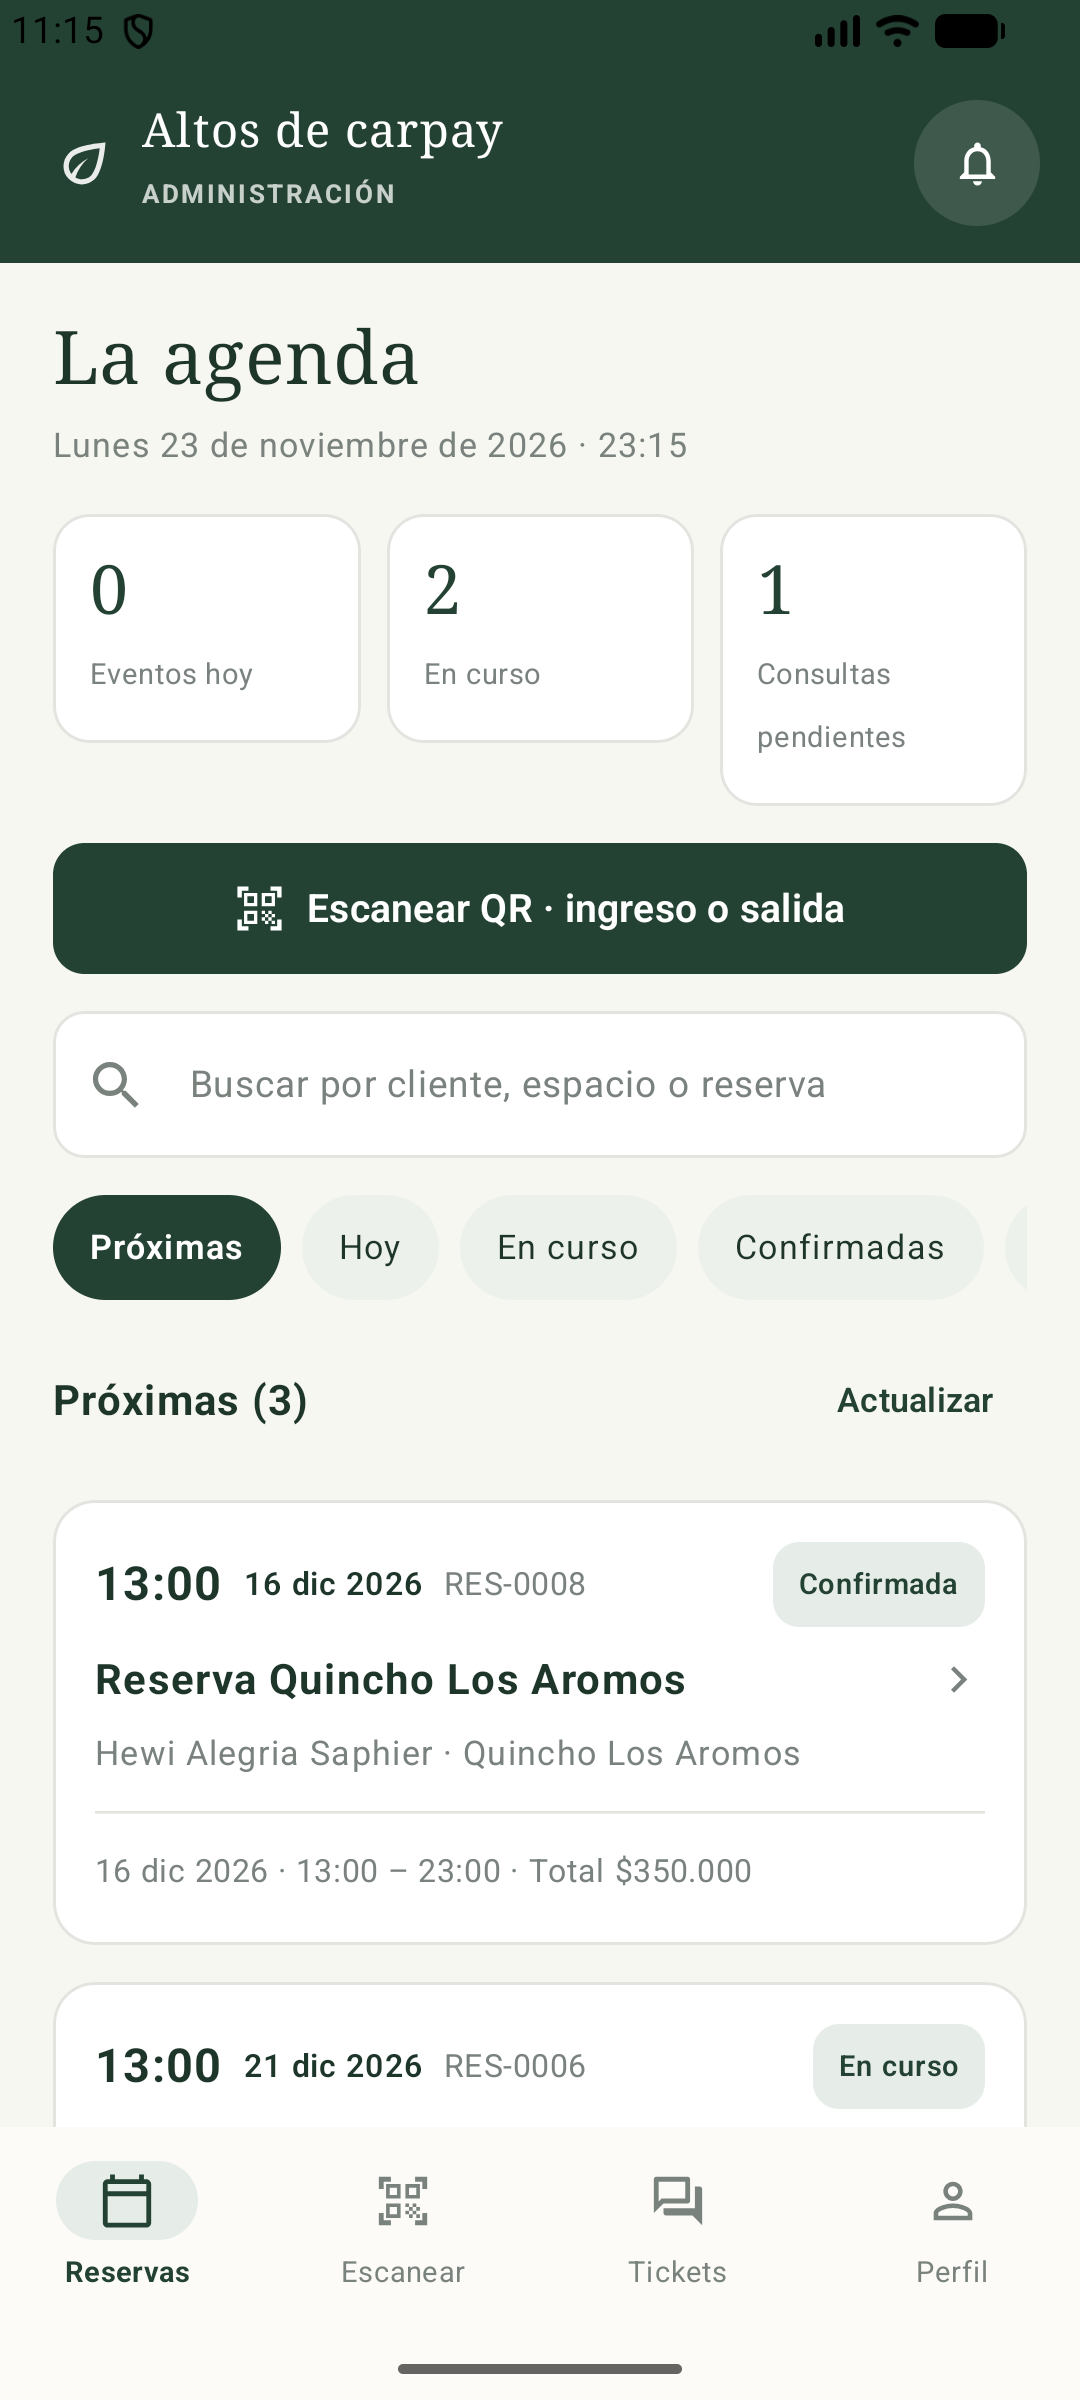 11:15
Altos de carpay
ADMINISTRACIÓN
La agenda
Lunes 23 de noviembre de 2026 · 23:15
0
Eventos hoy
2
En curso
1
Consultas
pendientes
Escanear QR · ingreso o salida
Buscar por cliente, espacio o reserva
Próximas
Hoy
En curso
Confirmadas
Próximas (3)
Actualizar
13:00 16 dic 2026 RES-0008
Confirmada
Reserva Quincho Los Aromos
Hewi Alegria Saphier · Quincho Los Aromos
16 dic 2026 · 13:00 – 23:00 · Total $350.000
13:00 21 dic 2026 RES-0006
En curso
Reservas
Escanear
Tickets
Perfil